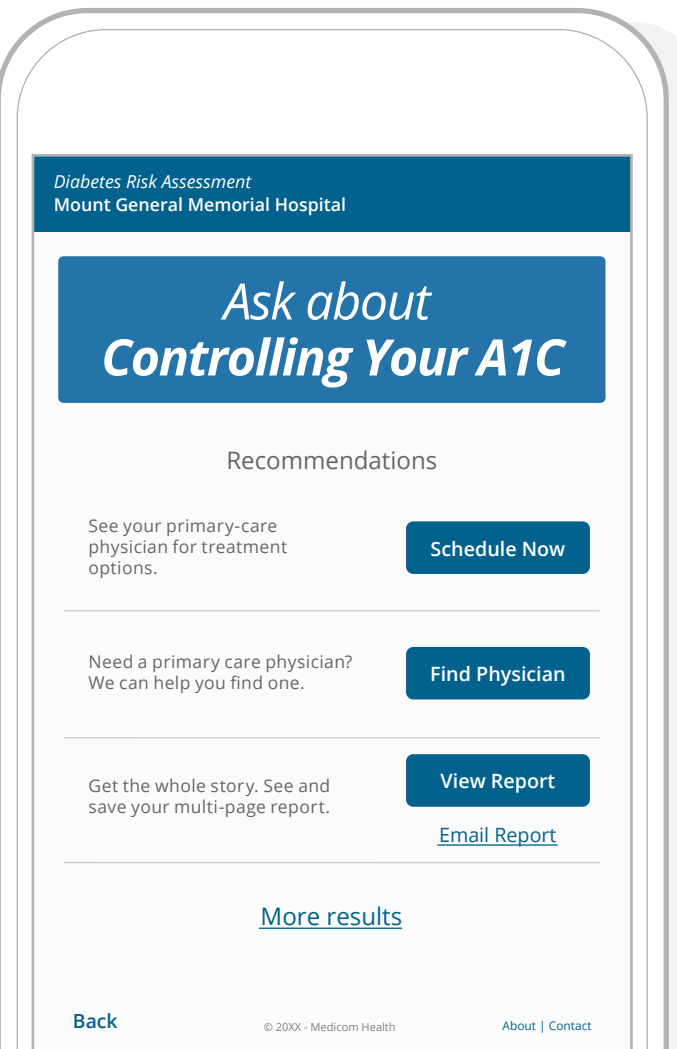 Diabetes Risk Assessment
Mount General Memorial Hospital
Ask about
Controlling Your A1C
Recommendations
See your primary-care
physician for treatment
options.
Schedule Now
Need a primary care physician?
We can help you find one.
Find Physician
Get the whole story. See and
save your multi-page report.
View Report
Email Report
More results
Back
© 20XX - Medicom Health
About | Contact